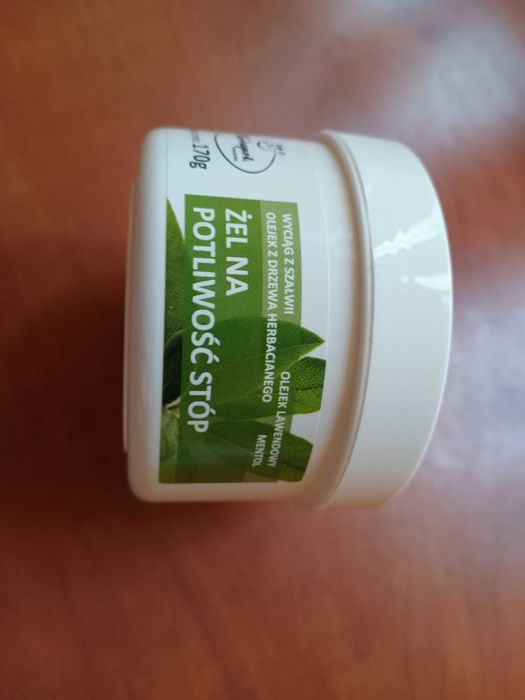 170g
WYCIĄG Z SZAŁWII
OLEJEK Z DRZEWA HERBACIANEGO
OLEJEK LAWENDOWY
MENTOL
ŻEL NA
POTLIWOŚĆ STÓP